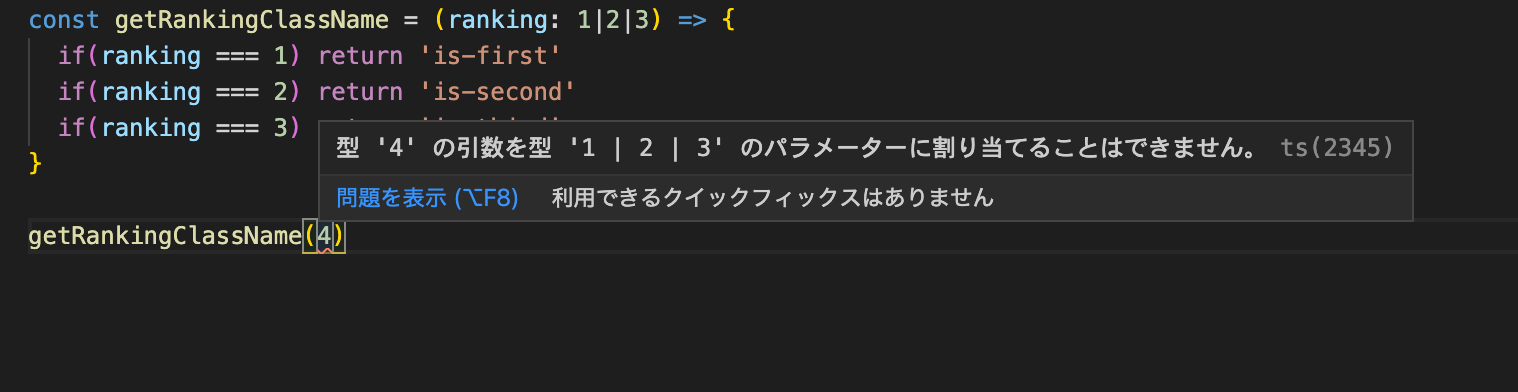 const getRankingClassName = (ranking: 1|2|3) => {
if(ranking === 1) return 'is-first'
if(ranking === 2) return 'is-second'
if(ranking === 3)
型 '4' の引数を型 '1 | 2 | 3' のパラメーターに割り当てることはできません。 ts(2345)
}
問題を表示 (⌥F8) 利用できるクイックフィックスはありません
getRankingClassName(4)